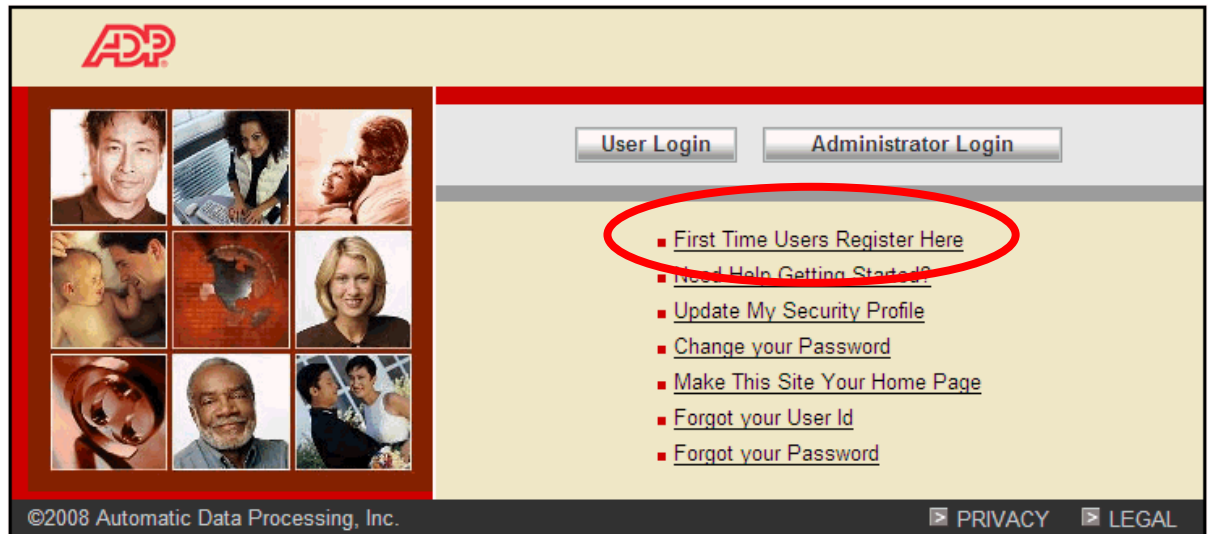 ADP
User Login Administrator Login
First Time Users Register Here
Need Help Getting Started?
Update My Security Profile
Change your Password
Make This Site Your Home Page
Forgot your User Id
Forgot your Password
©2008 Automatic Data Processing, Inc. PRIVACY LEGAL